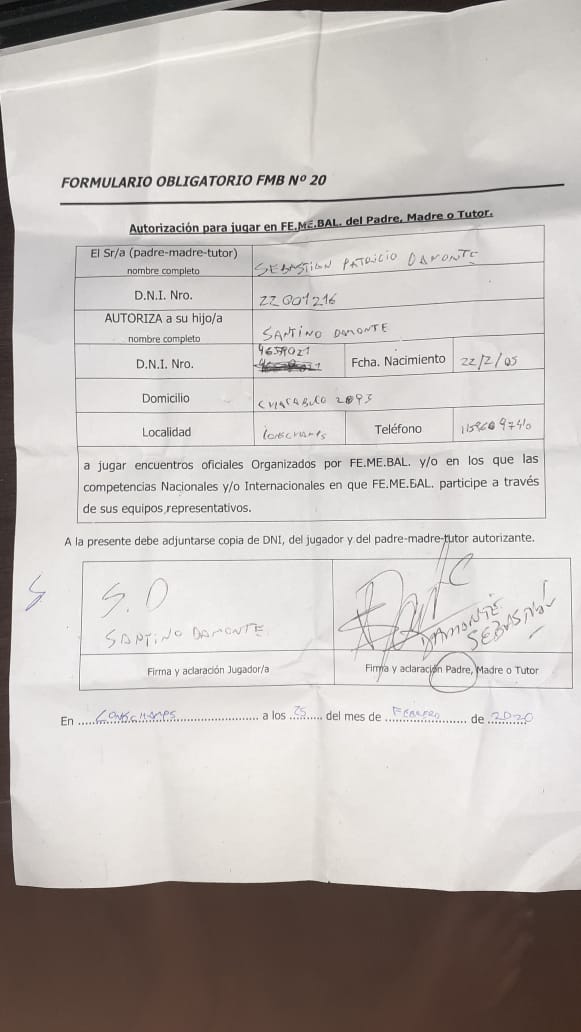 FORMULARIO OBLIGATORIO FMB Nº 20
Autorización para jugar en FE.ME.BAL. del Padre, Madre o Tutor.
El Sr/a (padre-madre-tutor)
nombre completo
SEBASTIAN PATRICIO DAMONTE
D.N.I. Nro.
22001216
AUTORIZA a su hijo/a
nombre completo
SANTINO DAMONTE
D.N.I. Nro.
Fcha. Nacimiento
22/2/05
Domicilio
Localidad
Teléfono
a jugar encuentros oficiales Organizados por FE.ME.BAL. y/o en los que las
competencias Nacionales y/o Internacionales en que FE.ME.BAL. participe a través
de sus equipos representativos.
A la presente debe adjuntarse copia de DNI, del jugador y del padre-madre-tutor autorizante.
S.D
SANTINO DAMONTE
DAMONTE
SEBASTIAN
Firma y aclaración Jugador/a
Firma y aclaración Padre, Madre o Tutor
En a los 25 del mes de FEBRERO de 2020